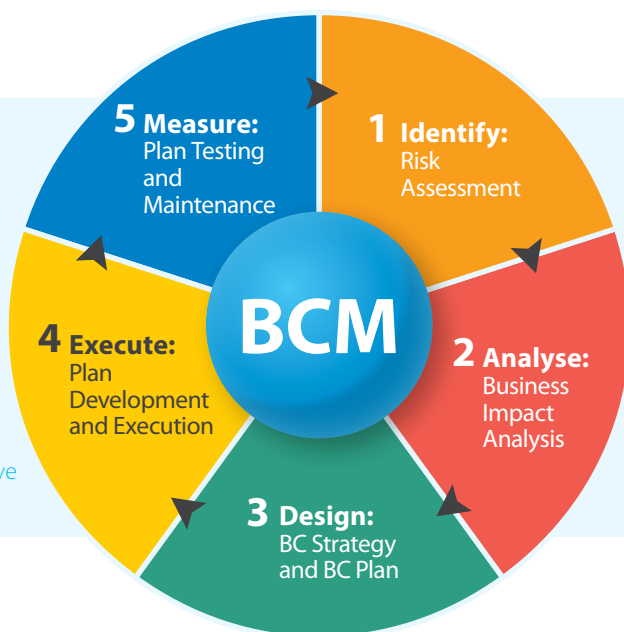 5 Measure:
Plan Testing
and
Maintenance
1 Identify:
Risk
Assessment
BCM
2 Analyse:
Business
Impact
Analysis
4 Execute:
Plan
Development
and Execution
3 Design:
BC Strategy
and BC Plan